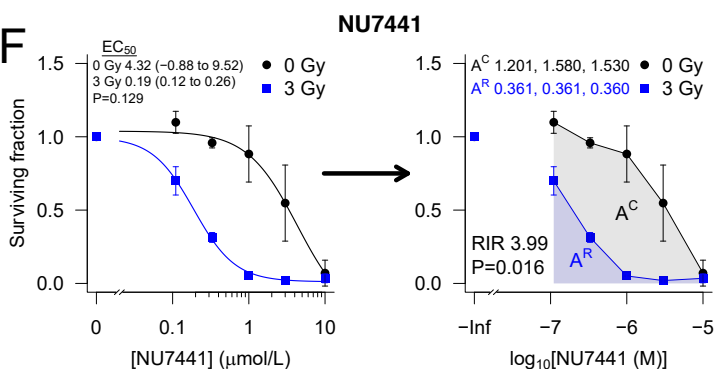 F
NU7441
EC50
0 Gy 4.32 (−0.88 to 9.52)
3 Gy 0.19 (0.12 to 0.26)
P=0.129
0 Gy
3 Gy
Surviving fraction
1.5
1.0
0.5
0.0
0 0.1 1 10
[NU7441] (μmol/L)
A^C 1.201, 1.580, 1.530
A^R 0.361, 0.361, 0.360
0 Gy
3 Gy
1.5
1.0
0.5
0.0
A^C
A^R
RIR 3.99
P=0.016
−Inf −7 −6 −5
log10[NU7441 (M)]